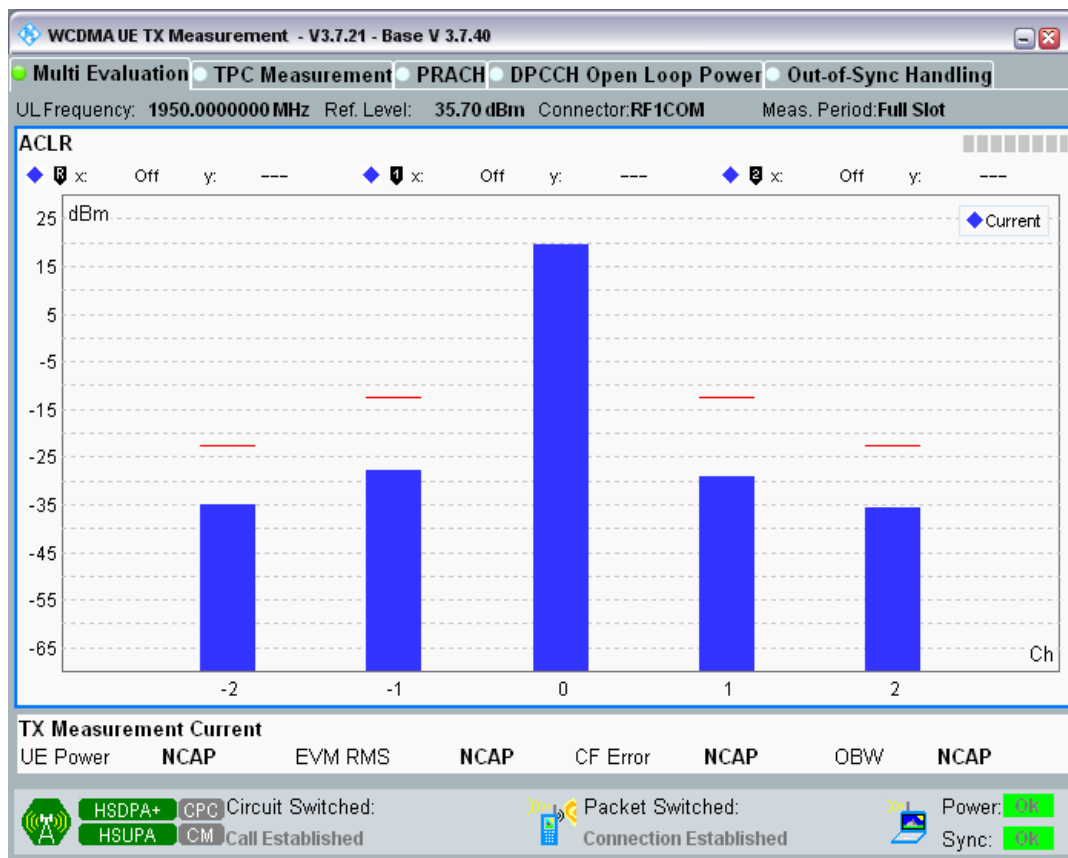 WCDMA UE TX Measurement - V3.7.21 - Base V 3.7.40
Multi Evaluation TPC Measurement PRACH DPCCH Open Loop Power Out-of-Sync Handling
UL Frequency: 1950.0000000 MHz Ref. Level: 35.70 dBm Connector:RF1COM Meas. Period:Full Slot
ACLR
R x: Off y: --- 1 x: Off y: --- 2 x: Off y: ---
dBm
Current
25
15
5
-5
-15
-25
-35
-45
-55
-65
Ch
-2 -1 0 1 2
TX Measurement Current
UE Power NCAP EVM RMS NCAP CF Error NCAP OBW NCAP
HSDPA+ CPC Circuit Switched: Packet Switched: Power: OK
HSUPA CM Call Established Connection Established Sync: OK